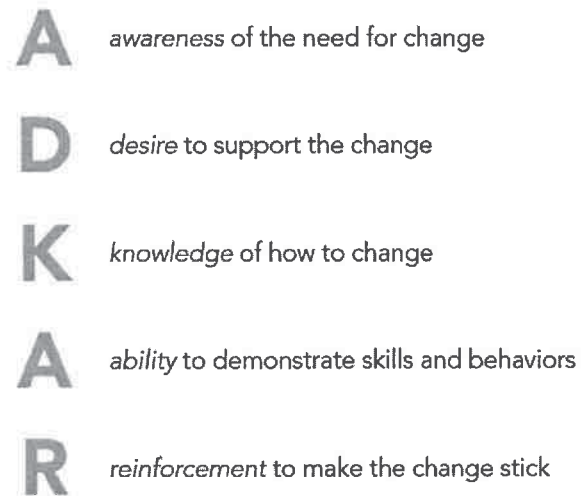 A awareness of the need for change
D desire to support the change
K knowledge of how to change
A ability to demonstrate skills and behaviors
R reinforcement to make the change stick